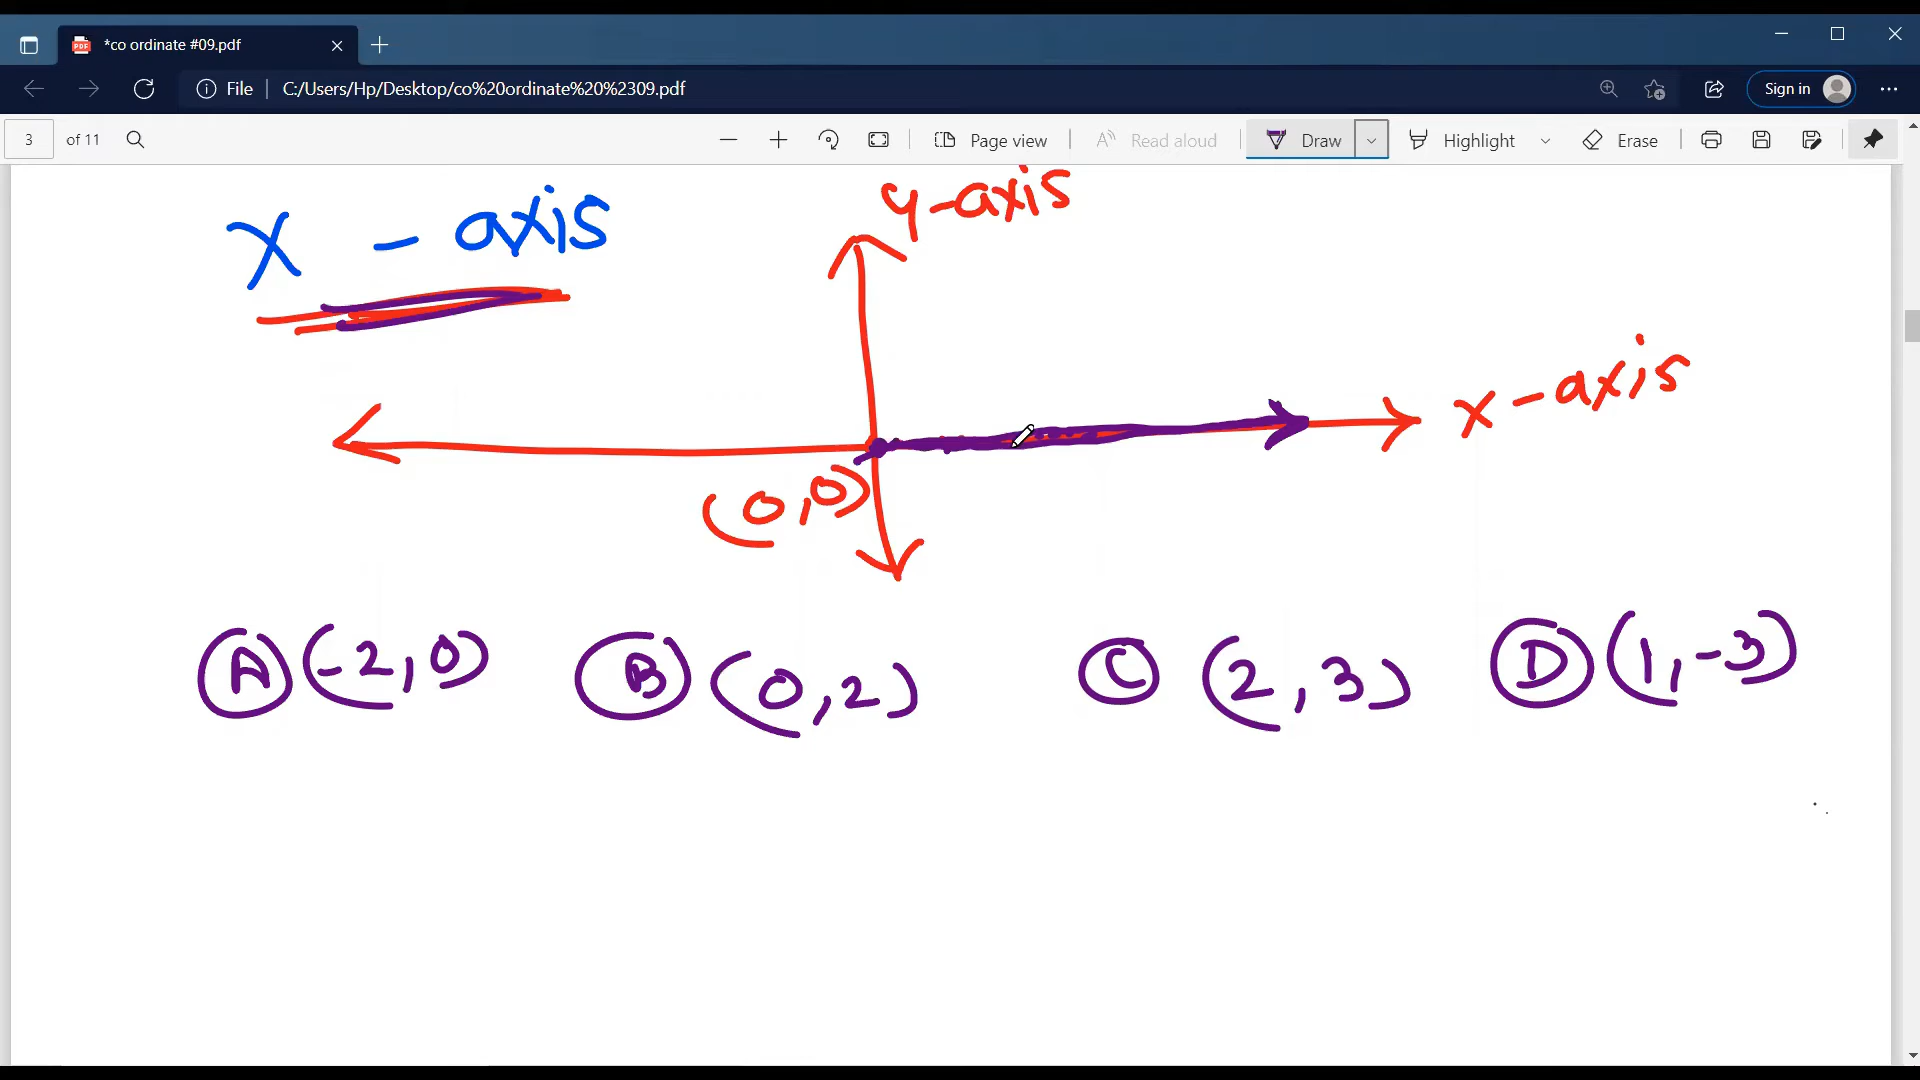 *co ordinate #09.pdf
File | C:/Users/Hp/Desktop/co%20ordinate%20%2309.pdf
Sign in
3 of 11
Page view
Read aloud
Draw
Highlight
Erase
y-axis
x - axis
x-axis
(0,0)
A (-2,0) B (0,2) C (2,3) D (1,-3)